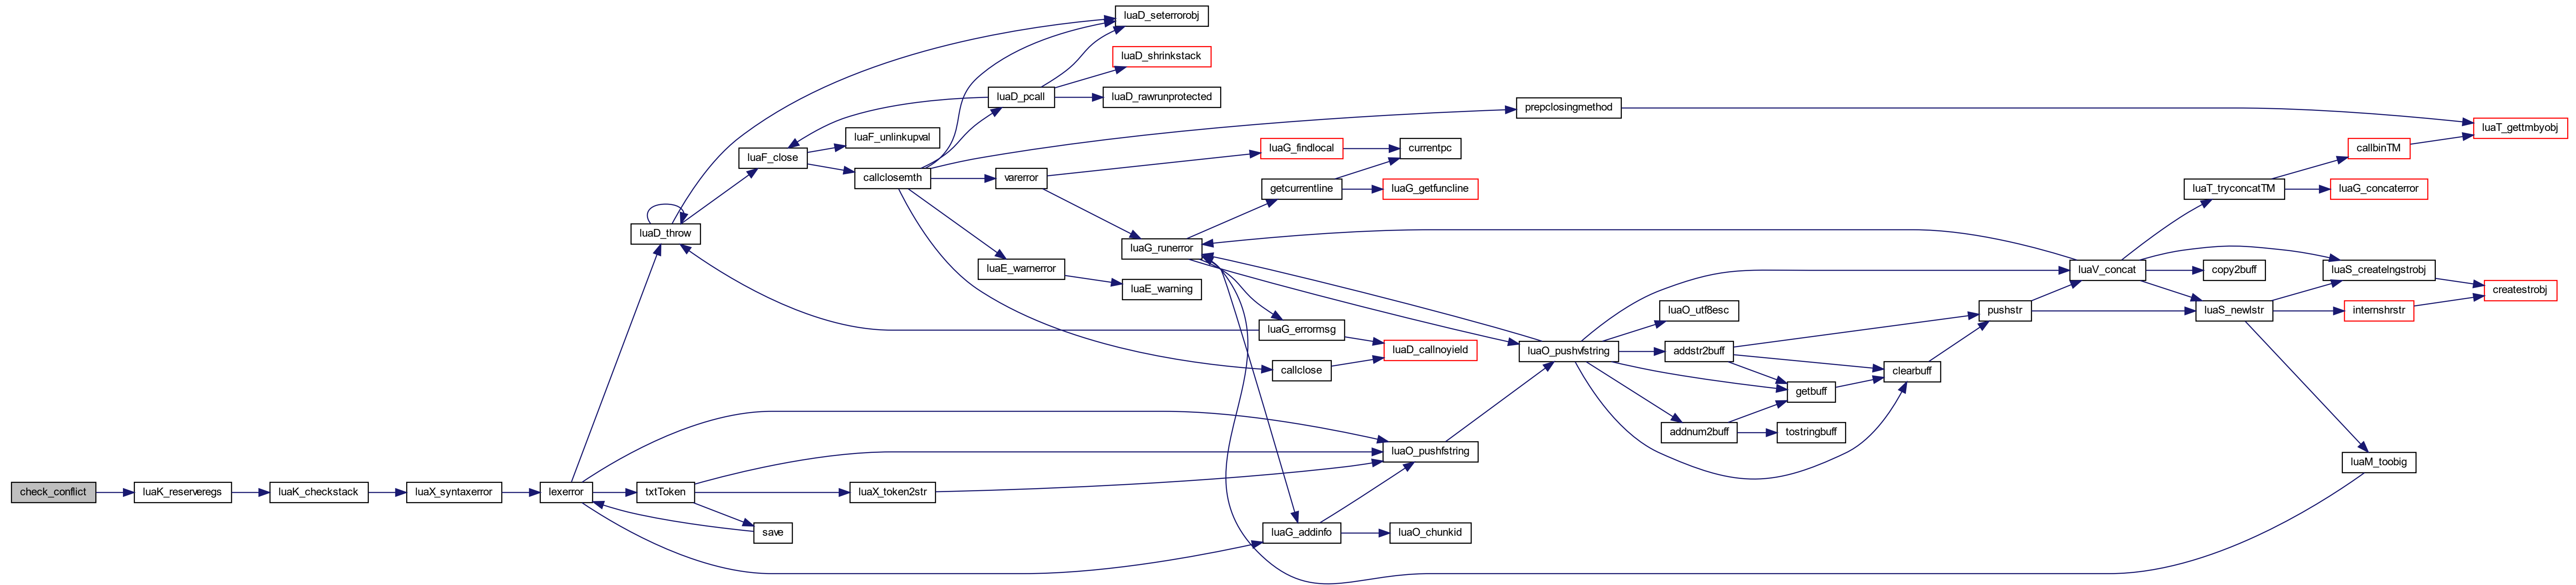 check_conflict
luaK_reserveregs
luaK_checkstack
luaX_syntaxerror
lexerror
luaD_throw
txtToken
save
luaF_close
luaF_unlinkupval
callclosemth
luaX_token2str
luaD_pcall
varerror
luaE_warnerror
luaD_seterrorobj
luaD_shrinkstack
luaD_rawrunprotected
luaG_runerror
luaE_warning
luaG_findlocal
getcurrentline
luaG_errormsg
callclose
luaG_addinfo
currentpc
luaG_getfuncline
luaD_callnoyield
luaO_pushfstring
luaO_chunkid
prepclosingmethod
luaO_pushvfstring
luaO_utf8esc
addstr2buff
addnum2buff
getbuff
tostringbuff
clearbuff
pushstr
luaV_concat
luaT_tryconcatTM
copy2buff
luaS_newlstr
callbinTM
luaG_concaterror
luaS_createlngstrobj
internshrstr
luaM_toobig
luaT_gettmbyobj
createstrobj